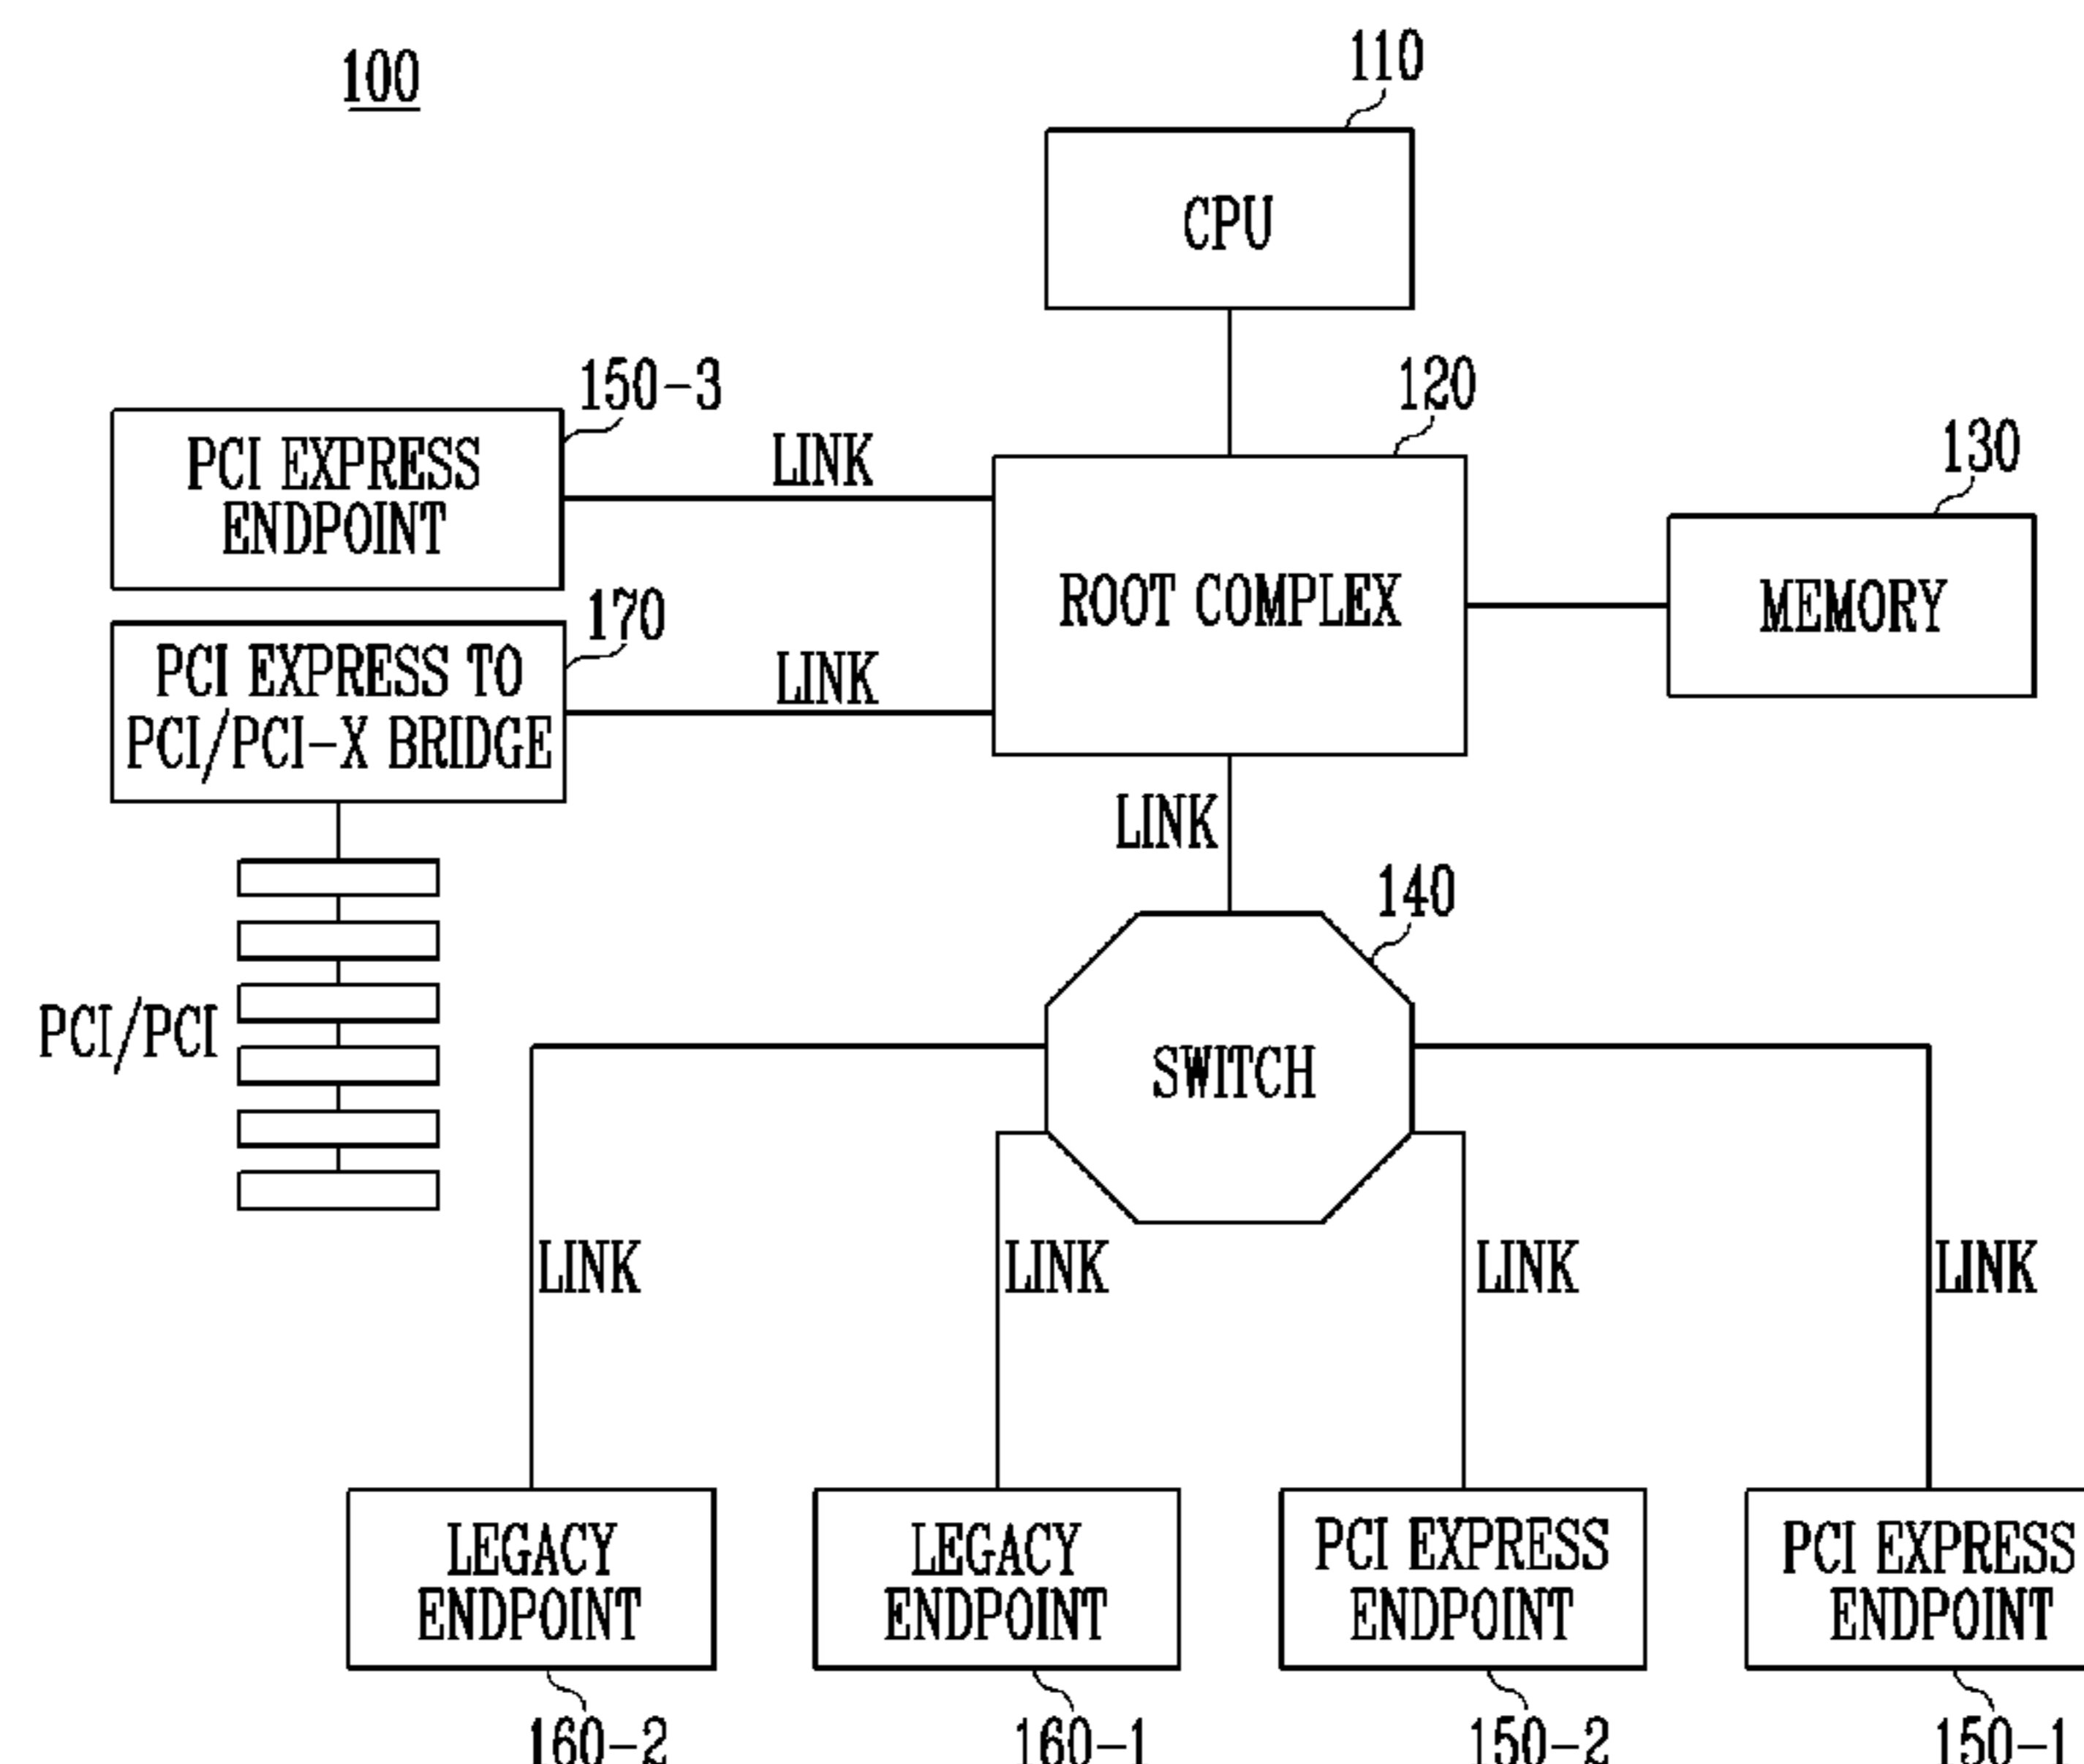 100
110
CPU
150-3
120
PCI EXPRESS
ENDPOINT
LINK
130
ROOT COMPLEX
MEMORY
170
PCI EXPRESS TO
PCI/PCI-X BRIDGE
LINK
LINK
140
PCI/PCI
SWITCH
LINK
LINK
LINK
LINK
LEGACY
ENDPOINT
LEGACY
ENDPOINT
PCI EXPRESS
ENDPOINT
PCI EXPRESS
ENDPOINT
160-2
160-1
150-2
150-1